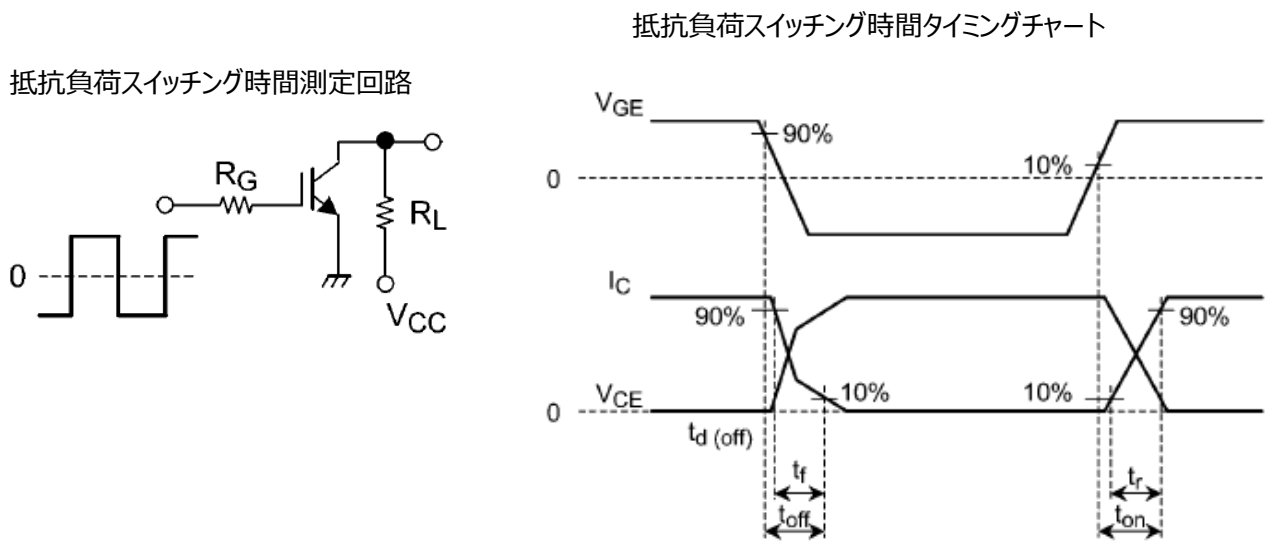 抵抗負荷スイッチング時間タイミングチャート
抵抗負荷スイッチング時間測定回路
RG
RL
0
VCC
VGE
90%
10%
0
IC
90%
90%
VCE
10%
10%
0
td (off)
tf
tr
toff
ton